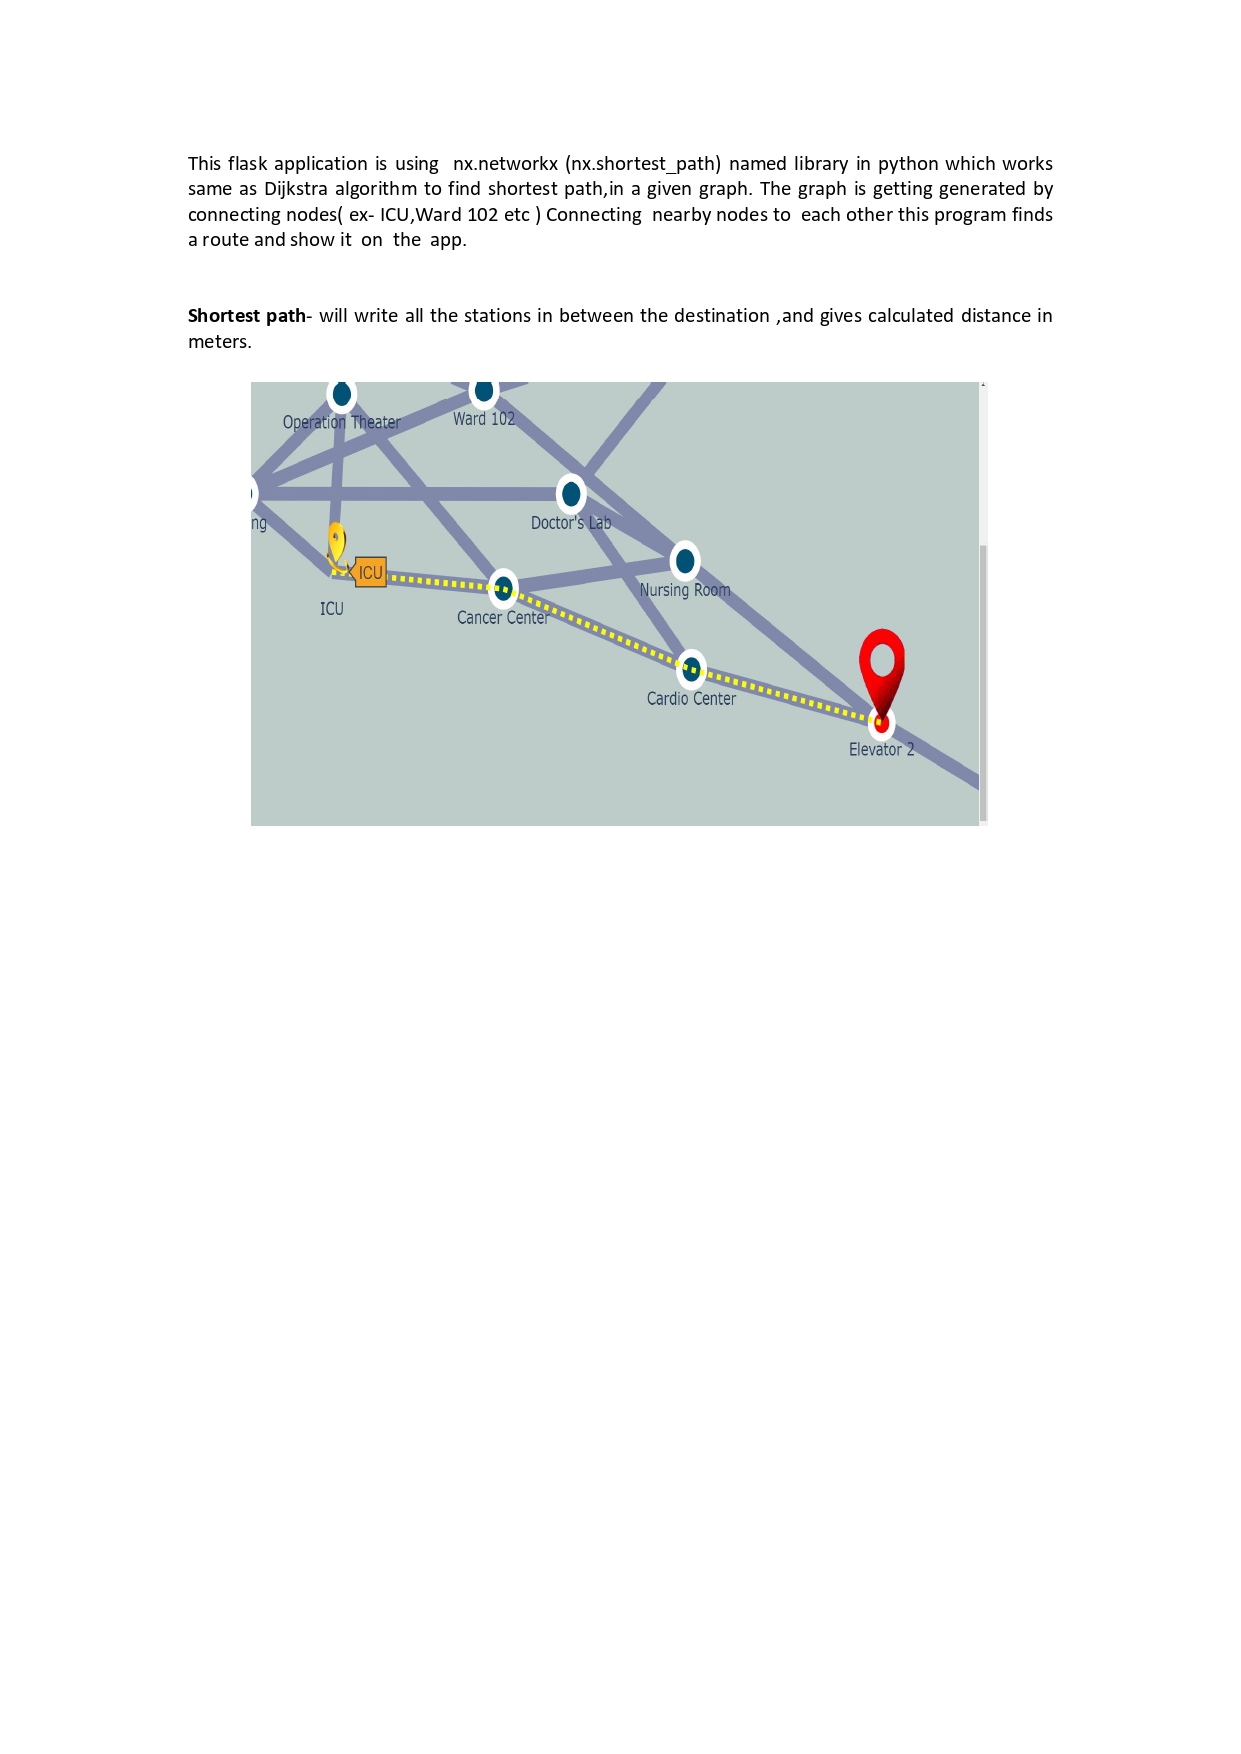 This flask application is using nx.networkx (nx.shortest_path) named library in python which works
same as Dijkstra algorithm to find shortest path,in a given graph. The graph is getting generated by
connecting nodes( ex- ICU,Ward 102 etc ) Connecting nearby nodes to each other this program finds
a route and show it on the app.
Shortest path- will write all the stations in between the destination ,and gives calculated distance in
meters.
Operation Theater
Ward 102
ng
Doctor's Lab
ICU
Nursing Room
ICU
Cancer Center
Cardio Center
Elevator 2